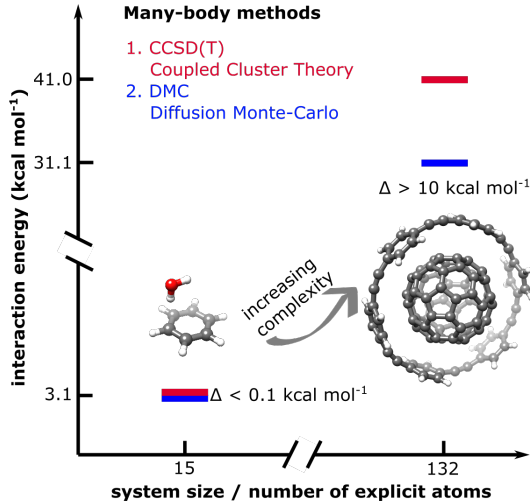 Many-body methods
1. CCSD(T)
Coupled Cluster Theory
2. DMC
Diffusion Monte-Carlo
interaction energy (kcal mol⁻¹)
41.0
31.1
3.1
Δ > 10 kcal mol⁻¹
increasing
complexity
Δ < 0.1 kcal mol⁻¹
15
132
system size / number of explicit atoms